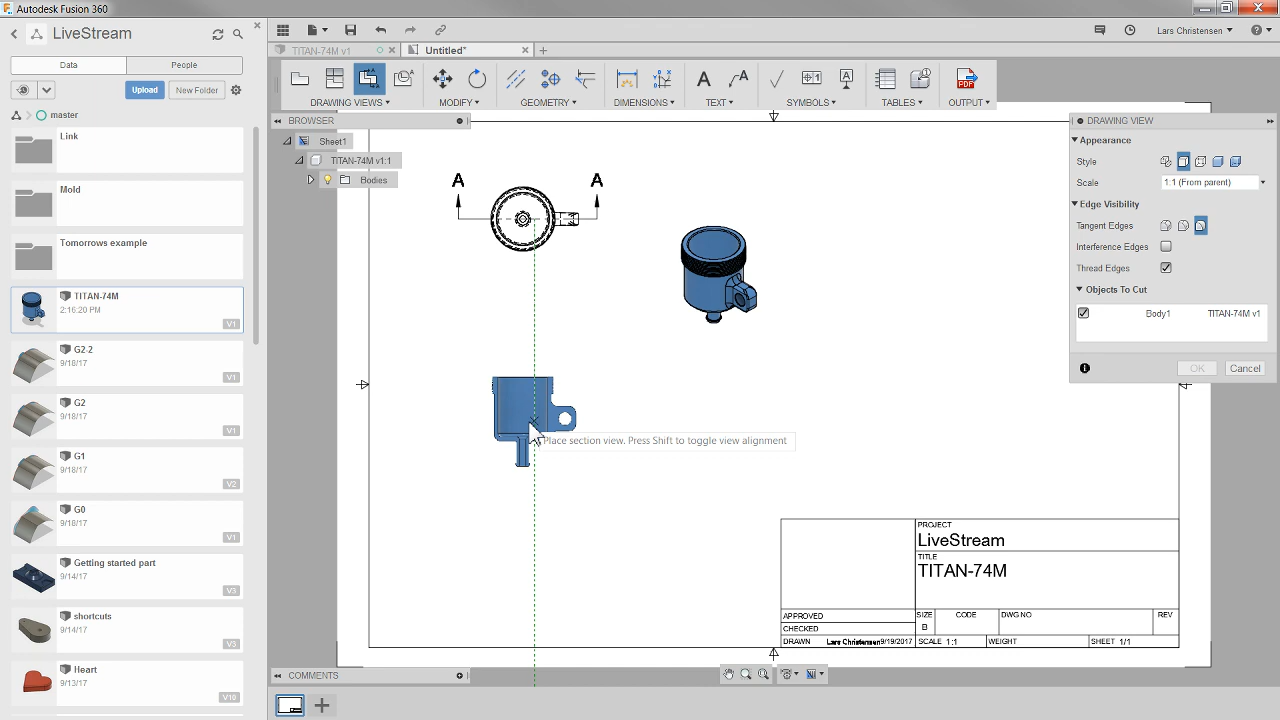 Autodesk Fusion 360
LiveStream
Data
People
Upload
New Folder
master
Link
Mold
Tomorrows example
TITAN-74M
2:16:20 PM
V1
G2-2
9/18/17
V1
G2
9/18/17
V1
G1
9/18/17
V2
G0
9/18/17
V1
Getting started part
9/14/17
V3
shortcuts
9/14/17
V3
Heart
9/13/17
V10
TITAN-74M v1
Untitled*
Lars Christensen
DRAWING VIEWS
MODIFY
GEOMETRY
DIMENSIONS
TEXT
SYMBOLS
TABLES
OUTPUT
BROWSER
Sheet1
TITAN-74M v1:1
Bodies
A A
Place section view. Press Shift to toggle view alignment
DRAWING VIEW
Appearance
Style
Scale 1:1 (From parent)
Edge Visibility
Tangent Edges
Interference Edges
Thread Edges
Objects To Cut
Body1 TITAN-74M v1
OK Cancel
PROJECT
LiveStream
TITLE
TITAN-74M
APPROVED
CHECKED
DRAWN Lars Christensen9/19/2017
SIZE CODE DWG NO REV
B
SCALE 1:1 WEIGHT SHEET 1/1
COMMENTS